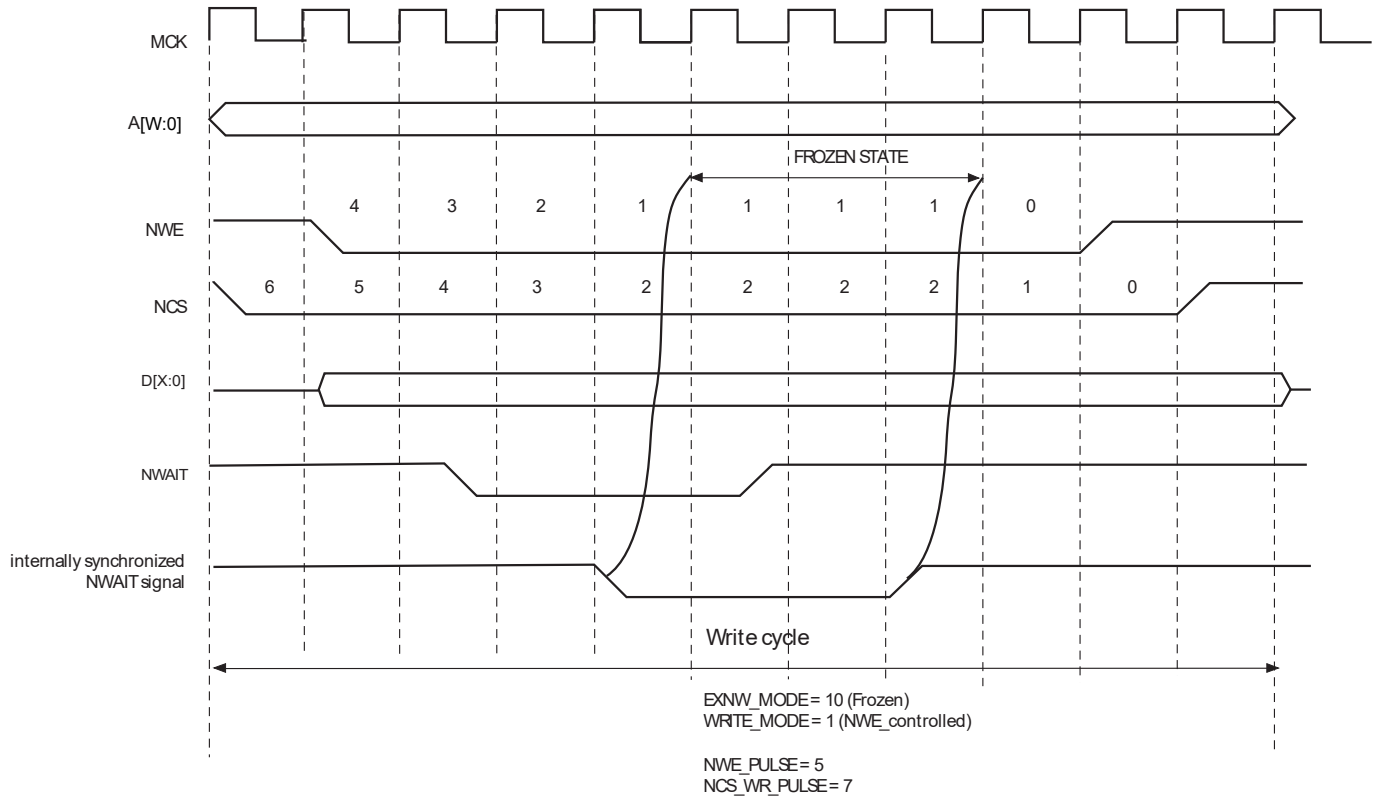 MCK
A[W:0]
FROZEN STATE
4 3 2 1 1 1 1 0
NWE
6 5 4 3 2 2 2 2 1 0
NCS
D[X:0]
NWAIT
internally synchronized
NWAIT signal
Write cycle
EXNW_MODE = 10 (Frozen)
WRITE_MODE = 1 (NWE_controlled)
NWE_PULSE = 5
NCS_WR_PULSE = 7